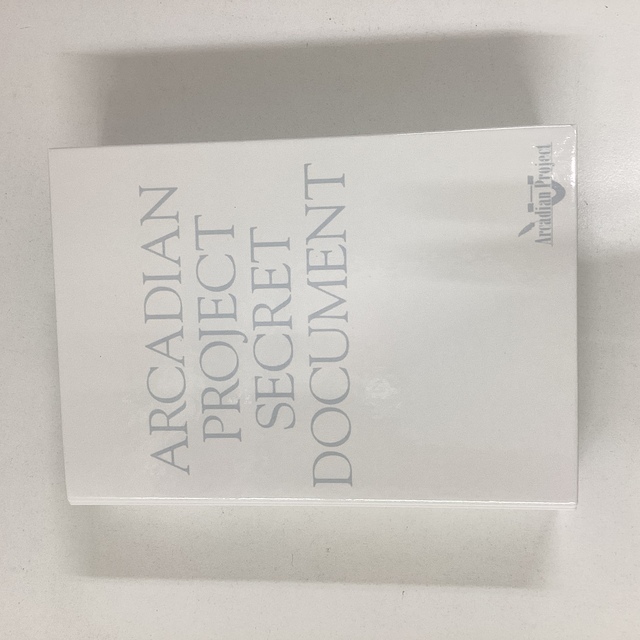 ARCADIAN
PROJECT
SECRET
DOCUMENT
Arcadian Project